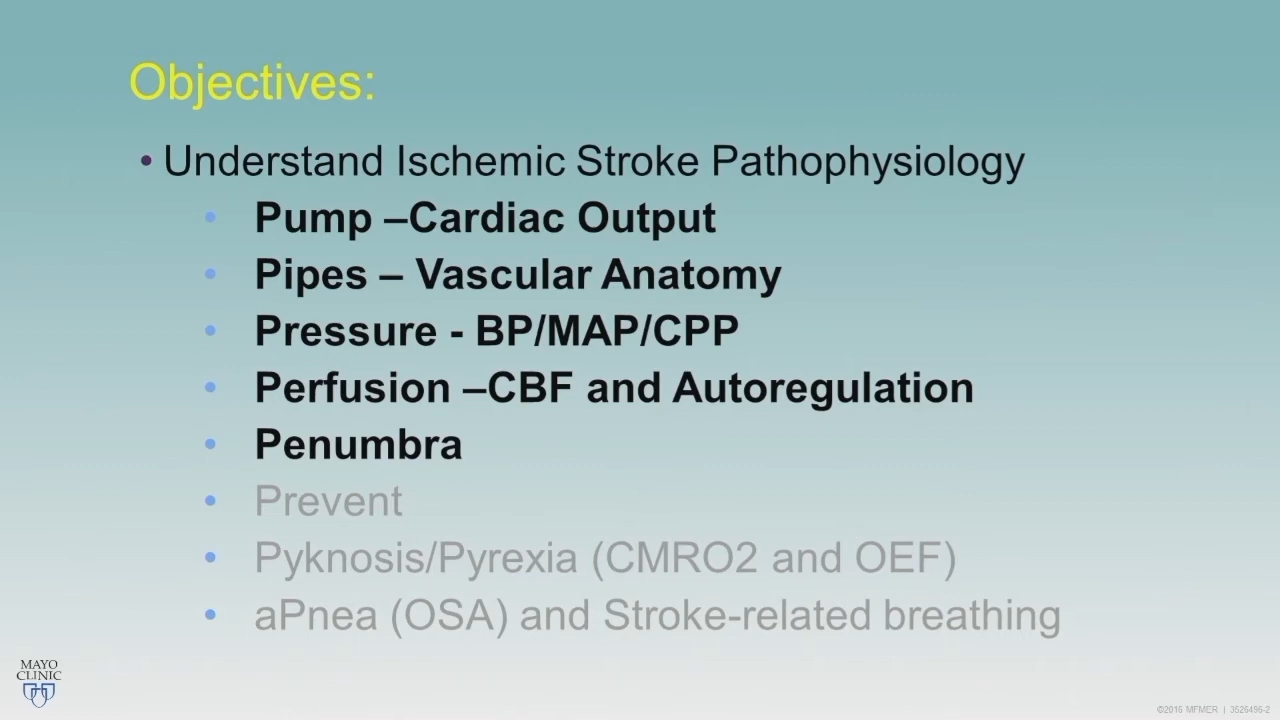 Objectives:
• Understand Ischemic Stroke Pathophysiology
• Pump –Cardiac Output
• Pipes – Vascular Anatomy
• Pressure - BP/MAP/CPP
• Perfusion –CBF and Autoregulation
• Penumbra
• Prevent
• Pyknosis/Pyrexia (CMRO2 and OEF)
• aPnea (OSA) and Stroke-related breathing
MAYO
CLINIC
©2016 MFMER | 3526496-2